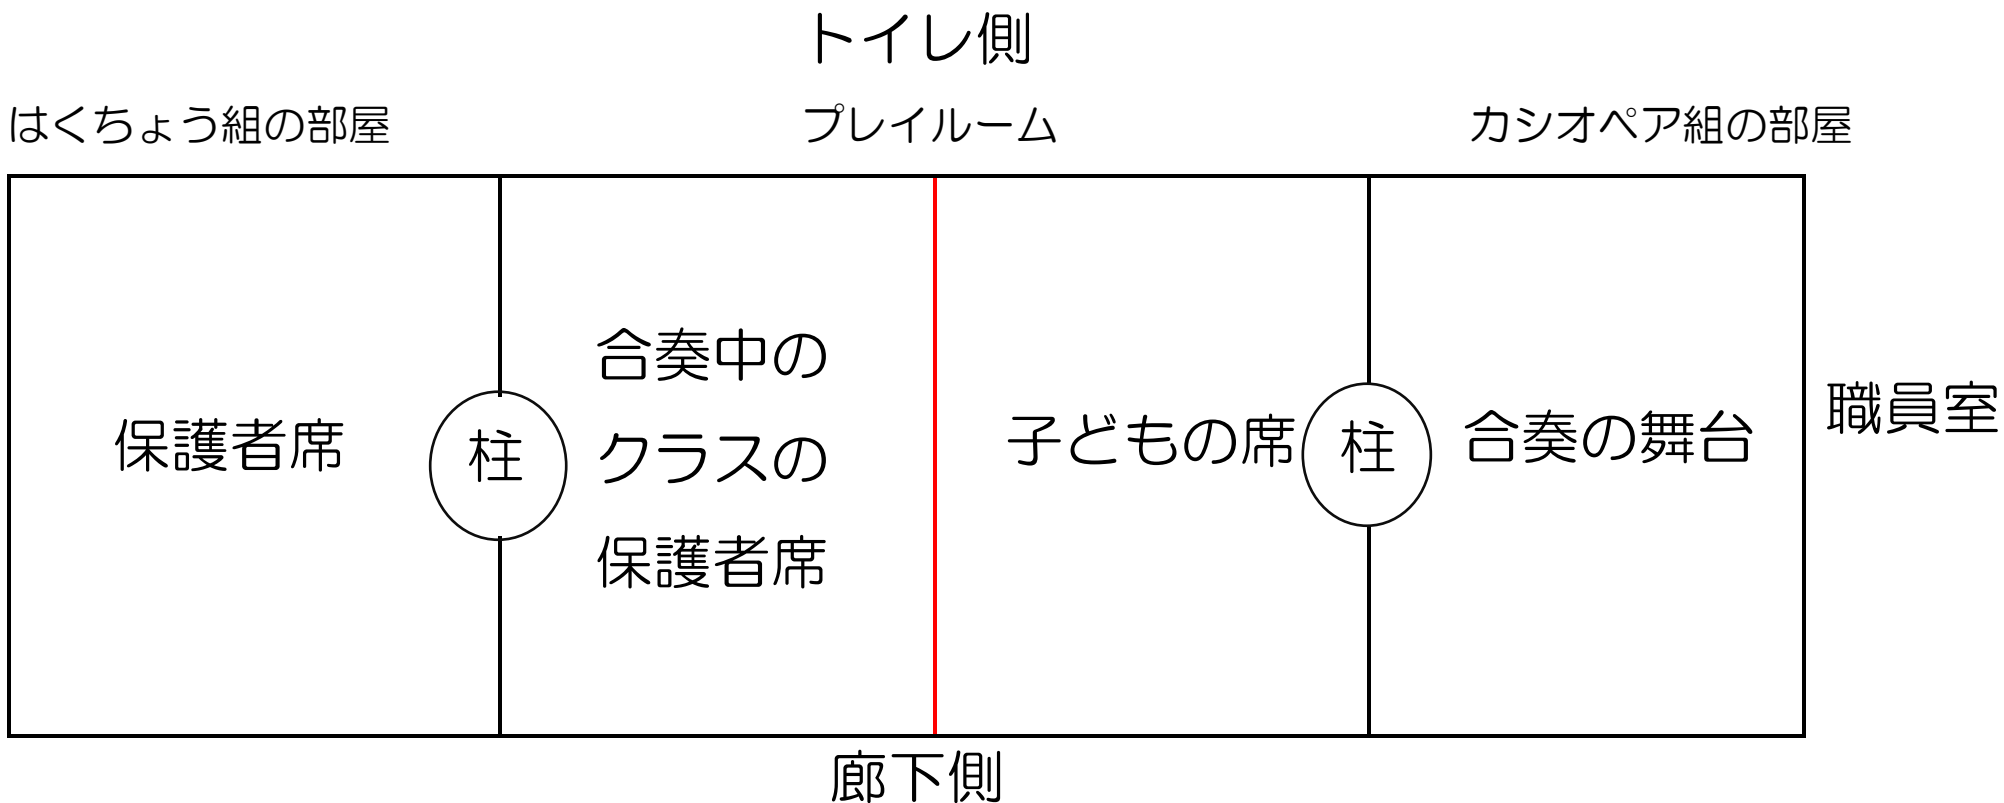 トイレ側
はくちょう組の部屋
プレイルーム
カシオペア組の部屋
保護者席
柱
合奏中の
クラスの
保護者席
子どもの席
柱
合奏の舞台
職員室
廊下側